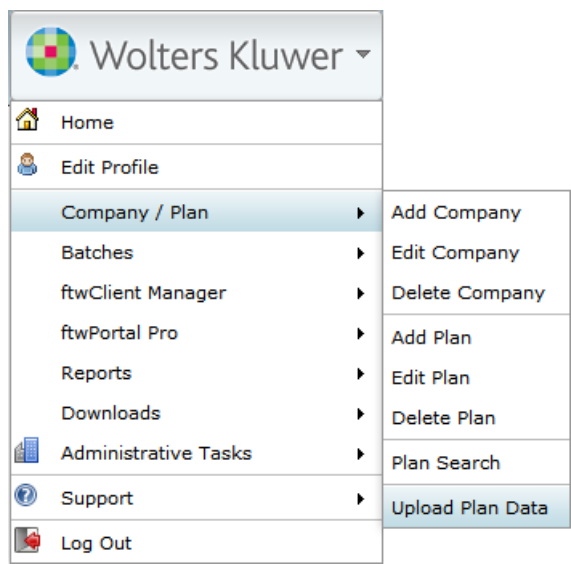 Wolters Kluwer
Home
Edit Profile
Company / Plan
Batches
ftwClient Manager
ftwPortal Pro
Reports
Downloads
Administrative Tasks
Support
Log Out
Add Company
Edit Company
Delete Company
Add Plan
Edit Plan
Delete Plan
Plan Search
Upload Plan Data